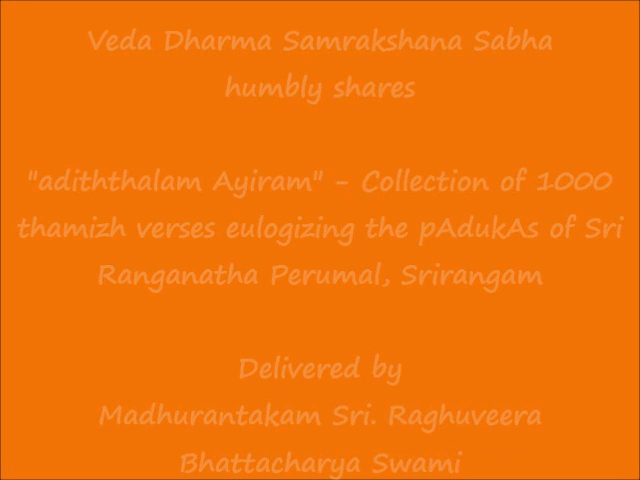 Veda Dharma Samrakshana Sabha
humbly shares
"adiththalam Ayiram" - Collection of 1000
thamizh verses eulogizing the pAdukAs of Sri
Ranganatha Perumal, Srirangam
Delivered by
Madhurantakam Sri. Raghuveera
Bhattacharya Swami